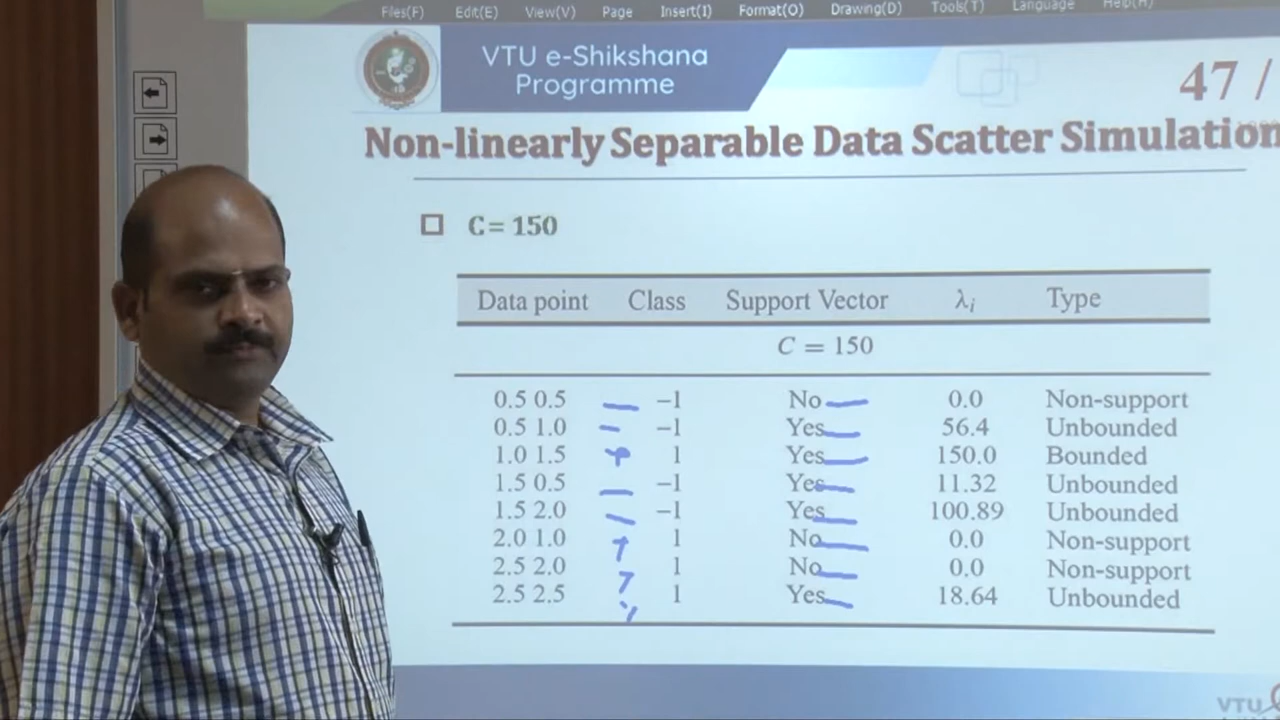 Files(F) Edit(E) View(V) Page Insert(I) Format(O) Drawing(D) Tools(T) Language Help(H)
VTU e-Shikshana
Programme
47 /
Non-linearly Separable Data Scatter Simulation
C= 150
Data point Class Support Vector λi Type
C = 150
0.5 0.5 −1 No 0.0 Non-support
0.5 1.0 −1 Yes 56.4 Unbounded
1.0 1.5 1 Yes 150.0 Bounded
1.5 0.5 −1 Yes 11.32 Unbounded
1.5 2.0 −1 Yes 100.89 Unbounded
2.0 1.0 1 No 0.0 Non-support
2.5 2.0 1 No 0.0 Non-support
2.5 2.5 1 Yes 18.64 Unbounded
VTU